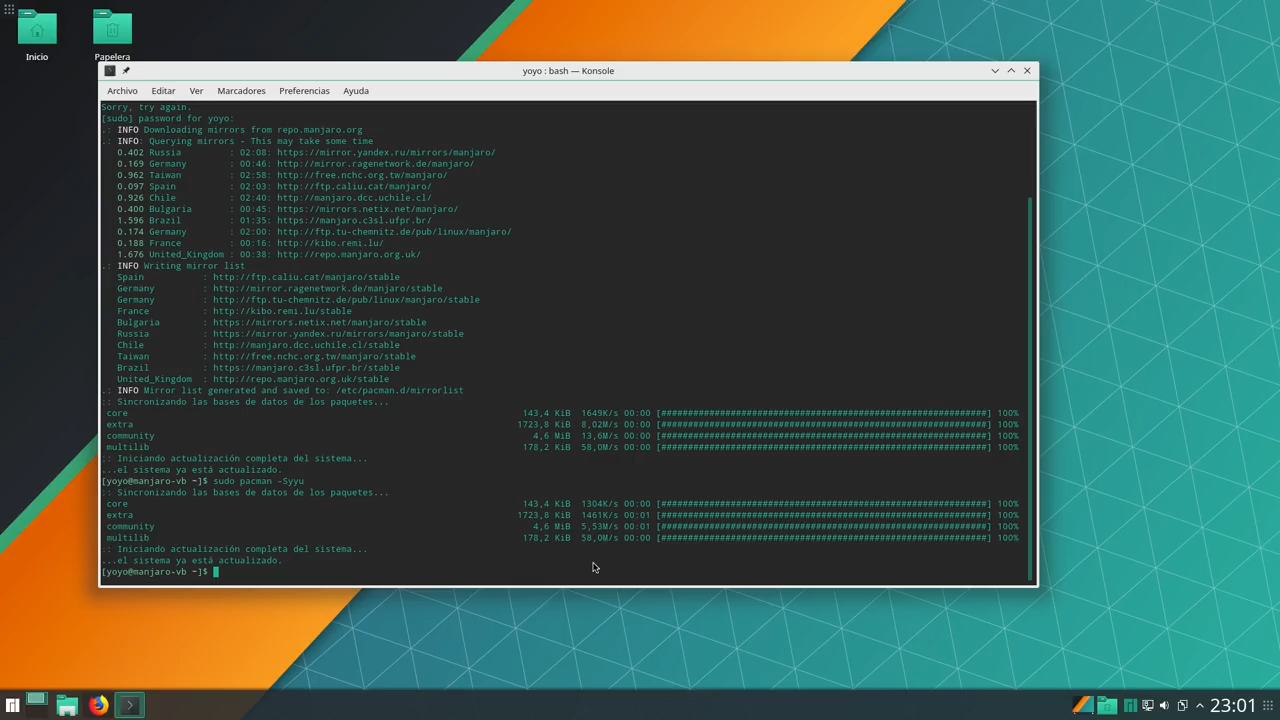 Inicio
Papelera
yoyo : bash — Konsole
Archivo Editar Ver Marcadores Preferencias Ayuda
Sorry, try again.
[sudo] password for yoyo:
.: INFO Downloading mirrors from repo.manjaro.org
.: INFO: Querying mirrors - This may take some time
0.402 Russia : 02:08: https://mirror.yandex.ru/mirrors/manjaro/
0.169 Germany : 00:46: http://mirror.ragenetwork.de/manjaro/
0.962 Taiwan : 02:58: http://free.nchc.org.tw/manjaro/
0.097 Spain : 02:03: http://ftp.caliu.cat/manjaro/
0.926 Chile : 02:40: http://manjaro.dcc.uchile.cl/
0.400 Bulgaria : 00:45: https://mirrors.netix.net/manjaro/
1.596 Brazil : 01:35: https://manjaro.c3sl.ufpr.br/
0.174 Germany : 02:00: http://ftp.tu-chemnitz.de/pub/linux/manjaro/
0.188 France : 00:16: http://kibo.remi.lu/
1.676 United_Kingdom : 00:38: http://repo.manjaro.org.uk/
.: INFO Writing mirror list
Spain : http://ftp.caliu.cat/manjaro/stable
Germany : http://mirror.ragenetwork.de/manjaro/stable
Germany : http://ftp.tu-chemnitz.de/pub/linux/manjaro/stable
France : http://kibo.remi.lu/stable
Bulgaria : https://mirrors.netix.net/manjaro/stable
Russia : https://mirror.yandex.ru/mirrors/manjaro/stable
Chile : http://manjaro.dcc.uchile.cl/stable
Taiwan : http://free.nchc.org.tw/manjaro/stable
Brazil : https://manjaro.c3sl.ufpr.br/stable
United_Kingdom : http://repo.manjaro.org.uk/stable
.: INFO Mirror list generated and saved to: /etc/pacman.d/mirrorlist
:: Sincronizando las bases de datos de los paquetes...
core 143,4 KiB 1649K/s 00:00 [############################################################] 100%
extra 1723,8 KiB 8,02M/s 00:00 [############################################################] 100%
community 4,6 MiB 13,6M/s 00:00 [############################################################] 100%
multilib 178,2 KiB 58,0M/s 00:00 [############################################################] 100%
:: Iniciando actualización completa del sistema...
...el sistema ya está actualizado.
[yoyo@manjaro-vb ~]$ sudo pacman -Syyu
:: Sincronizando las bases de datos de los paquetes...
core 143,4 KiB 1304K/s 00:00 [############################################################] 100%
extra 1723,8 KiB 1461K/s 00:01 [############################################################] 100%
community 4,6 MiB 5,53M/s 00:01 [############################################################] 100%
multilib 178,2 KiB 58,0M/s 00:00 [############################################################] 100%
:: Iniciando actualización completa del sistema...
...el sistema ya está actualizado.
[yoyo@manjaro-vb ~]$
23:01